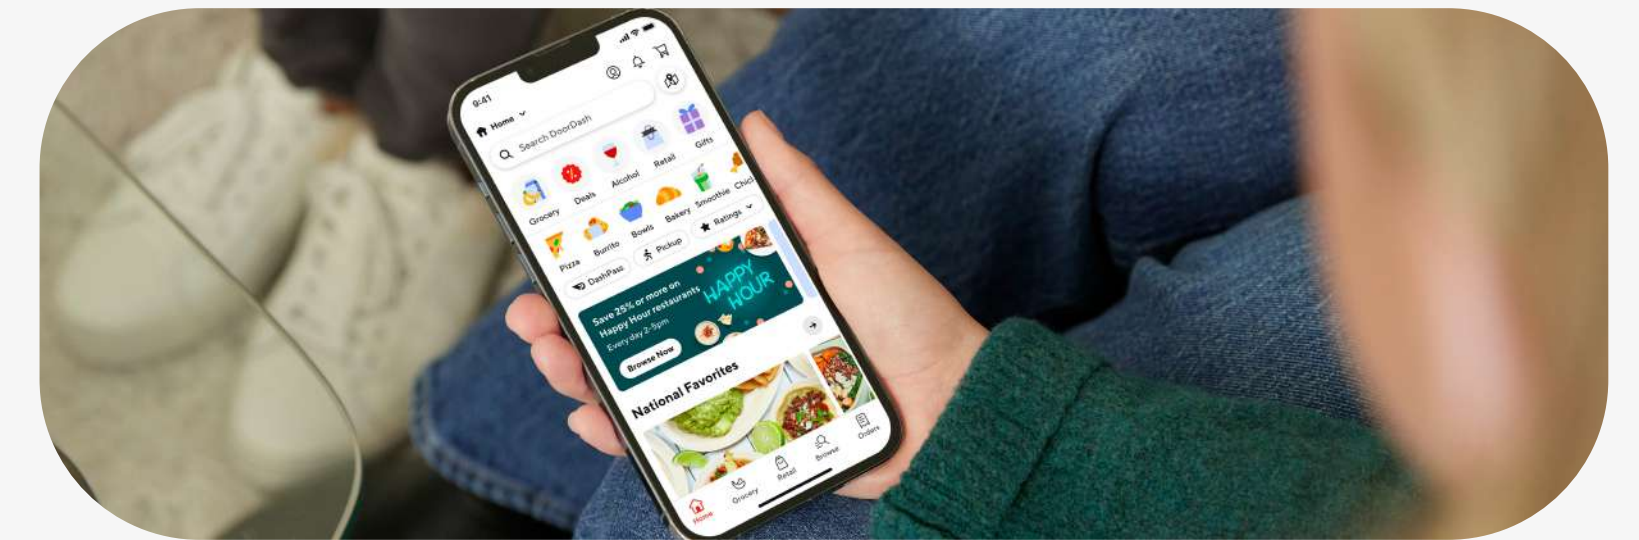 9:41
Home
Search DoorDash
Grocery Deals Alcohol Retail Gifts
Pizza Burrito Bowls Bakery Smoothie Chic
DashPass Pickup Ratings
Save 25% or more on
Happy Hour restaurants
Every day 2-5pm
Browse Now
HAPPY
HOUR
National Favorites
Home Grocery Retail Browse Orders